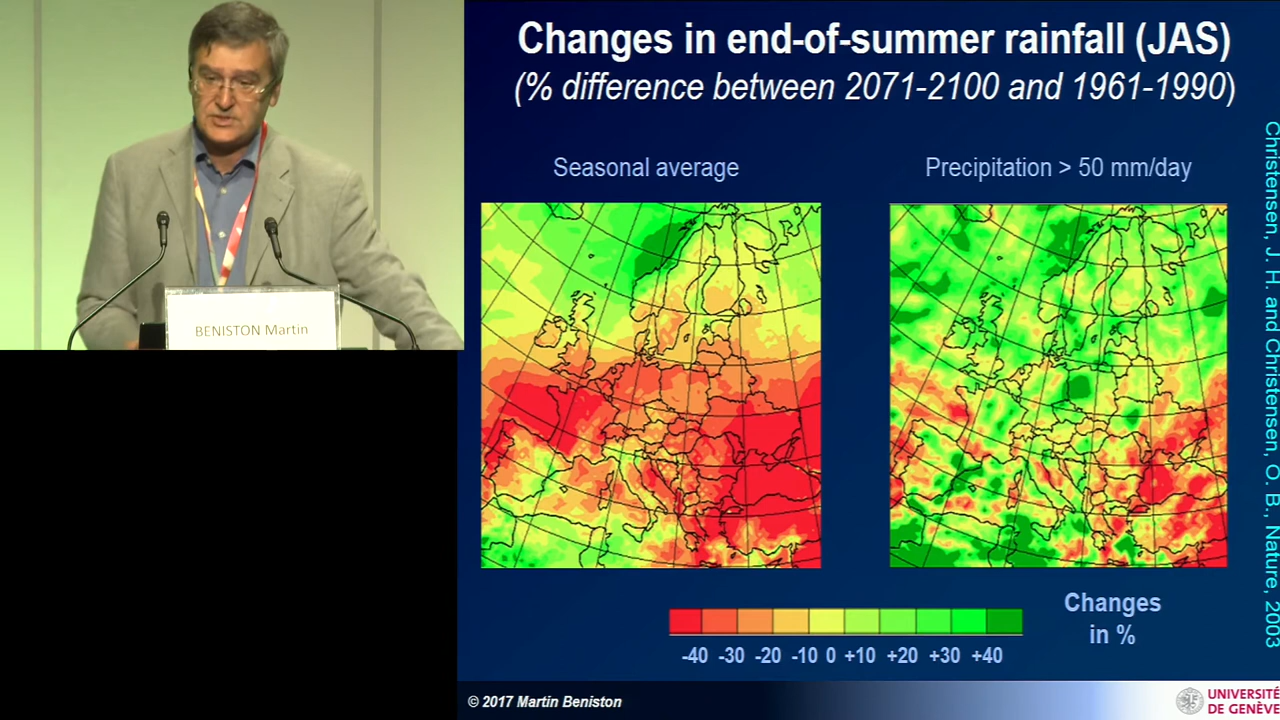 BENISTON Martin
Changes in end-of-summer rainfall (JAS)
(% difference between 2071-2100 and 1961-1990)
Seasonal average
Precipitation > 50 mm/day
Christensen, J. H. and Christensen, O. B., Nature, 2003
Changes
in %
-40 -30 -20 -10 0 +10 +20 +30 +40
© 2017 Martin Beniston
UNIVERSITÉ
DE GENÈVE